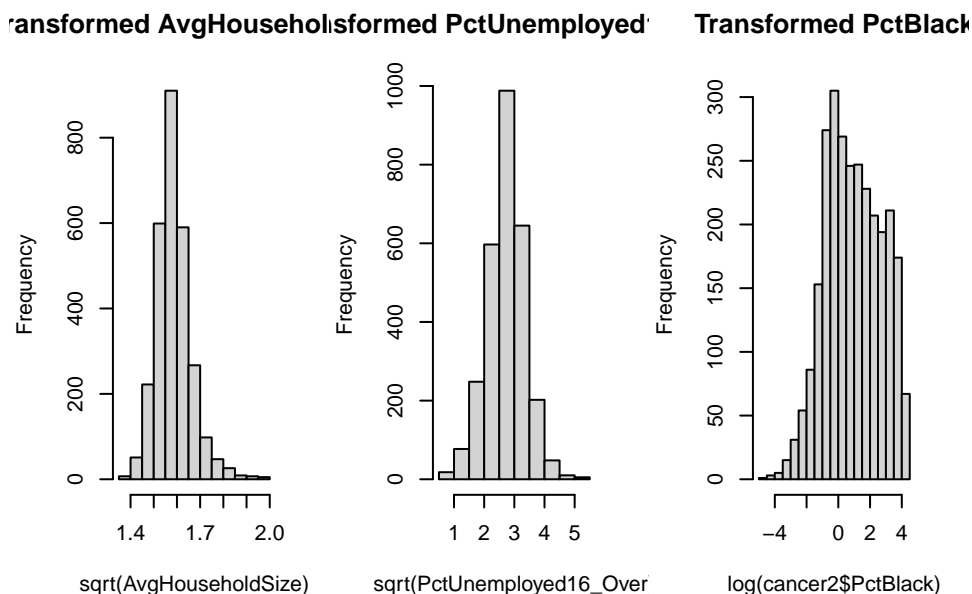 ransformed AvgHousehol
nsformed PctUnemployed
Transformed PctBlack
Frequency
0 200 400 600 800
1.4 1.7 2.0
sqrt(AvgHouseholdSize)
Frequency
0 200 400 600 800 1000
1 2 3 4 5
sqrt(PctUnemployed16_Over
Frequency
0 50 100 150 200 250 300
−4 0 2 4
log(cancer2$PctBlack)